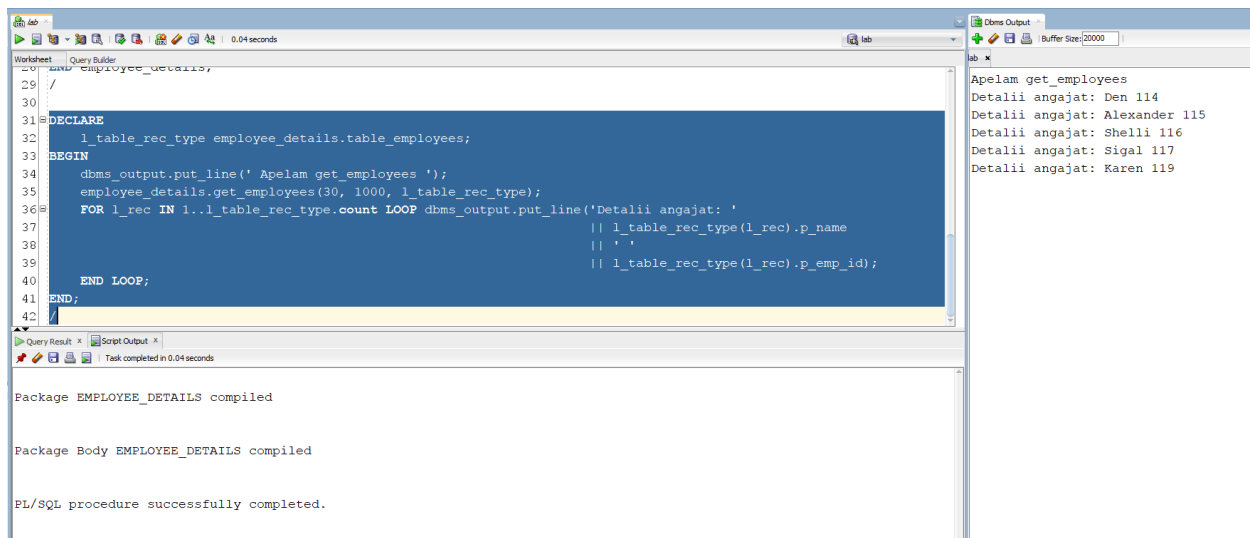 lab
0.04 seconds
lab
Worksheet Query Builder
28 END employee_details;
29 /
30
31 DECLARE
32 l_table_rec_type employee_details.table_employees;
33 BEGIN
34 dbms_output.put_line(' Apelam get_employees ');
35 employee_details.get_employees(30, 1000, l_table_rec_type);
36 FOR l_rec IN 1..l_table_rec_type.count LOOP dbms_output.put_line('Detalii angajat: '
37 || l_table_rec_type(l_rec).p_name
38 || ' '
39 || l_table_rec_type(l_rec).p_emp_id);
40 END LOOP;
41 END;
42 /
Query Result x Script Output x
Task completed in 0.04 seconds
Package EMPLOYEE_DETAILS compiled
Package Body EMPLOYEE_DETAILS compiled
PL/SQL procedure successfully completed.
Dbms Output
Buffer Size: 20000
lab x
Apelam get_employees
Detalii angajat: Den 114
Detalii angajat: Alexander 115
Detalii angajat: Shelli 116
Detalii angajat: Sigal 117
Detalii angajat: Karen 119